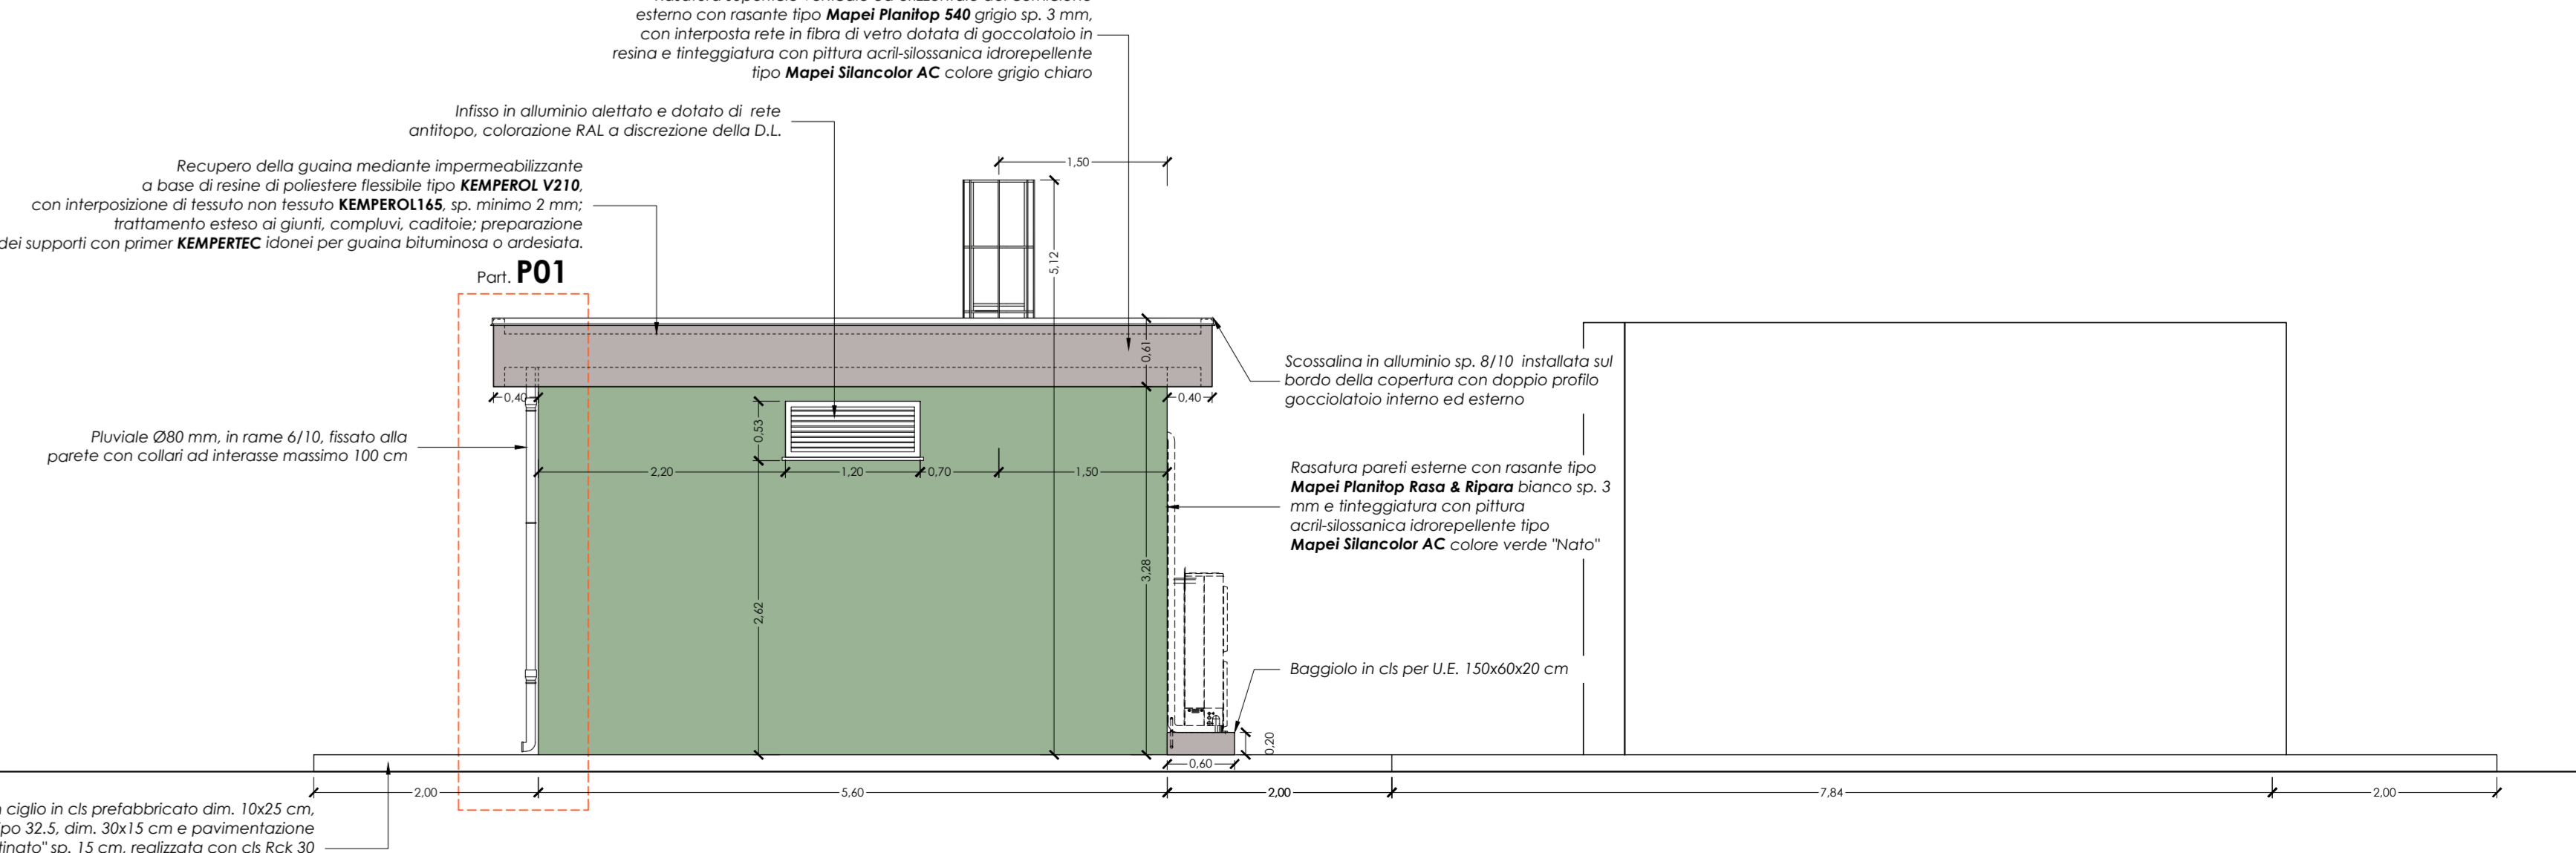 esterno con rasante tipo Mapei Planitop 540 grigio sp. 3 mm,
con interposta rete in fibra di vetro dotata di goccolatoio in
resina e tinteggiatura con pittura acril-silossanica idrorepellente
tipo Mapei Silancolor AC colore grigio chiaro
Infisso in alluminio alettato e dotato di rete
antitopo, colorazione RAL a discrezione della D.L.
Recupero della guaina mediante impermeabilizzante
a base di resine di poliestere flessibile tipo KEMPEROL V210,
con interposizione di tessuto non tessuto KEMPEROL165, sp. minimo 2 mm;
trattamento esteso ai giunti, compluvi, caditoie; preparazione
dei supporti con primer KEMPERTEC idonei per guaina bituminosa o ardesiata.
Part. P01
1,50
5,12
0,61
0,40
0,40
Scossalina in alluminio sp. 8/10 installata sul
bordo della copertura con doppio profilo
gocciolatoio interno ed esterno
Pluviale Ø80 mm, in rame 6/10, fissato alla
parete con collari ad interasse massimo 100 cm
0,53
2,20
1,20
0,70
1,50
Rasatura pareti esterne con rasante tipo
Mapei Planitop Rasa & Ripara bianco sp. 3
mm e tinteggiatura con pittura
acril-silossanica idrorepellente tipo
Mapei Silancolor AC colore verde "Nato"
3,28
2,62
Baggiolo in cls per U.E. 150x60x20 cm
0,20
0,60
2,00
5,60
2,00
7,84
2,00
ciglio in cls prefabbricato dim. 10x25 cm,
32.5, dim. 30x15 cm e pavimentazione
sp. 15 cm, realizzata con cls Rck 30